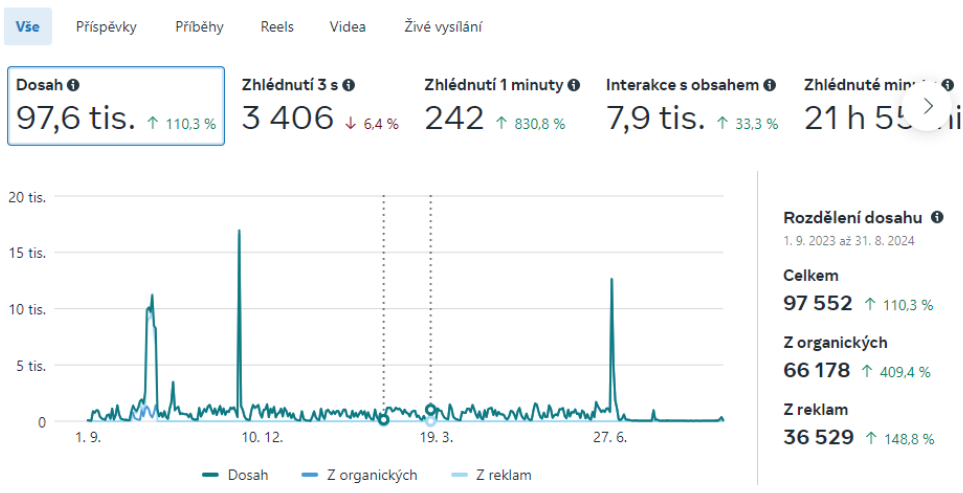 Vše Příspěvky Příběhy Reels Videa Živé vysílání
Dosah Zhlédnutí 3 s Zhlédnutí 1 minuty Interakce s obsahem Zhlédnuté
97,6 tis. ↑ 110,3 % 3 406 ↓ 6,4 % 242 ↑ 830,8 % 7,9 tis. ↑ 33,3 % 21 h
20 tis.
15 tis.
10 tis.
5 tis.
0
1. 9. 10. 12. 19. 3. 27. 6.
Dosah Z organických Z reklam
Rozdělení dosahu
1. 9. 2023 až 31. 8. 2024
Celkem
97 552 ↑ 110,3 %
Z organických
66 178 ↑ 409,4 %
Z reklam
36 529 ↑ 148,8 %